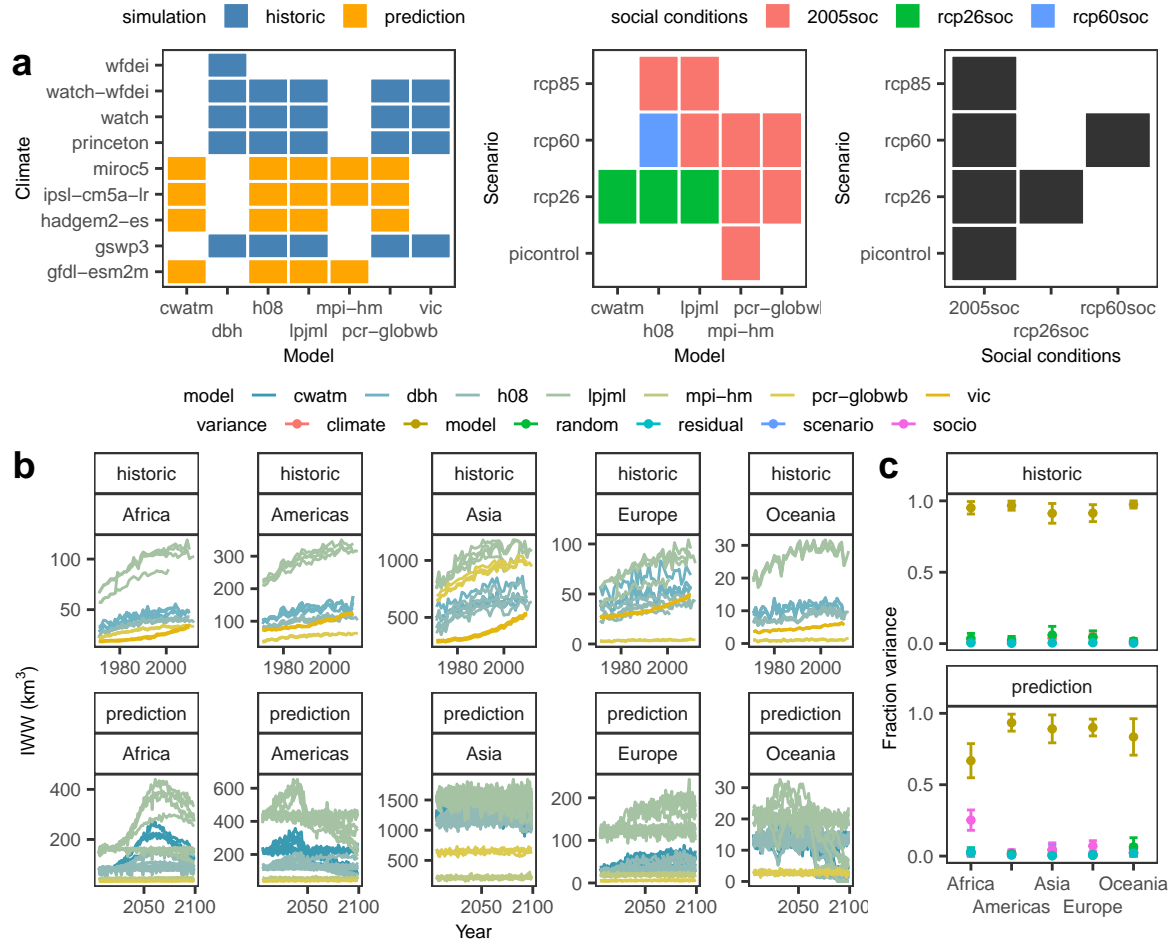 simulation historic prediction
social conditions 2005soc rcp26soc rcp60soc
a
Climate
wfdei
watch−wfdei
watch
princeton
miroc5
ipsl−cm5a−lr
hadgem2−es
gswp3
gfdl−esm2m
cwatm h08 mpi−hm vic
dbh lpjml pcr−globwb
Model
Scenario
rcp85
rcp60
rcp26
picontrol
cwatm lpjml pcr−globwl
h08 mpi−hm
Model
Scenario
rcp85
rcp60
rcp26
picontrol
2005soc rcp60soc
rcp26soc
Social conditions
model cwatm dbh h08 lpjml mpi−hm pcr−globwb vic
variance climate model random residual scenario socio
b
IWW (km³)
historic historic historic historic historic
Africa Americas Asia Europe Oceania
100
50
300
200
100
1000
500
100
50
0
30
20
10
0
1980 2000 1980 2000 1980 2000 1980 2000 1980 2000
prediction prediction prediction prediction prediction
Africa Americas Asia Europe Oceania
400
200
600
400
200
1500
1000
500
200
100
0
30
20
10
0
2050 2100 2050 2100 2050 2100 2050 2100 2050 2100
Year
c
Fraction variance
historic
1.0
0.0
prediction
1.0
0.5
0.0
Africa Asia Oceania
Americas Europe